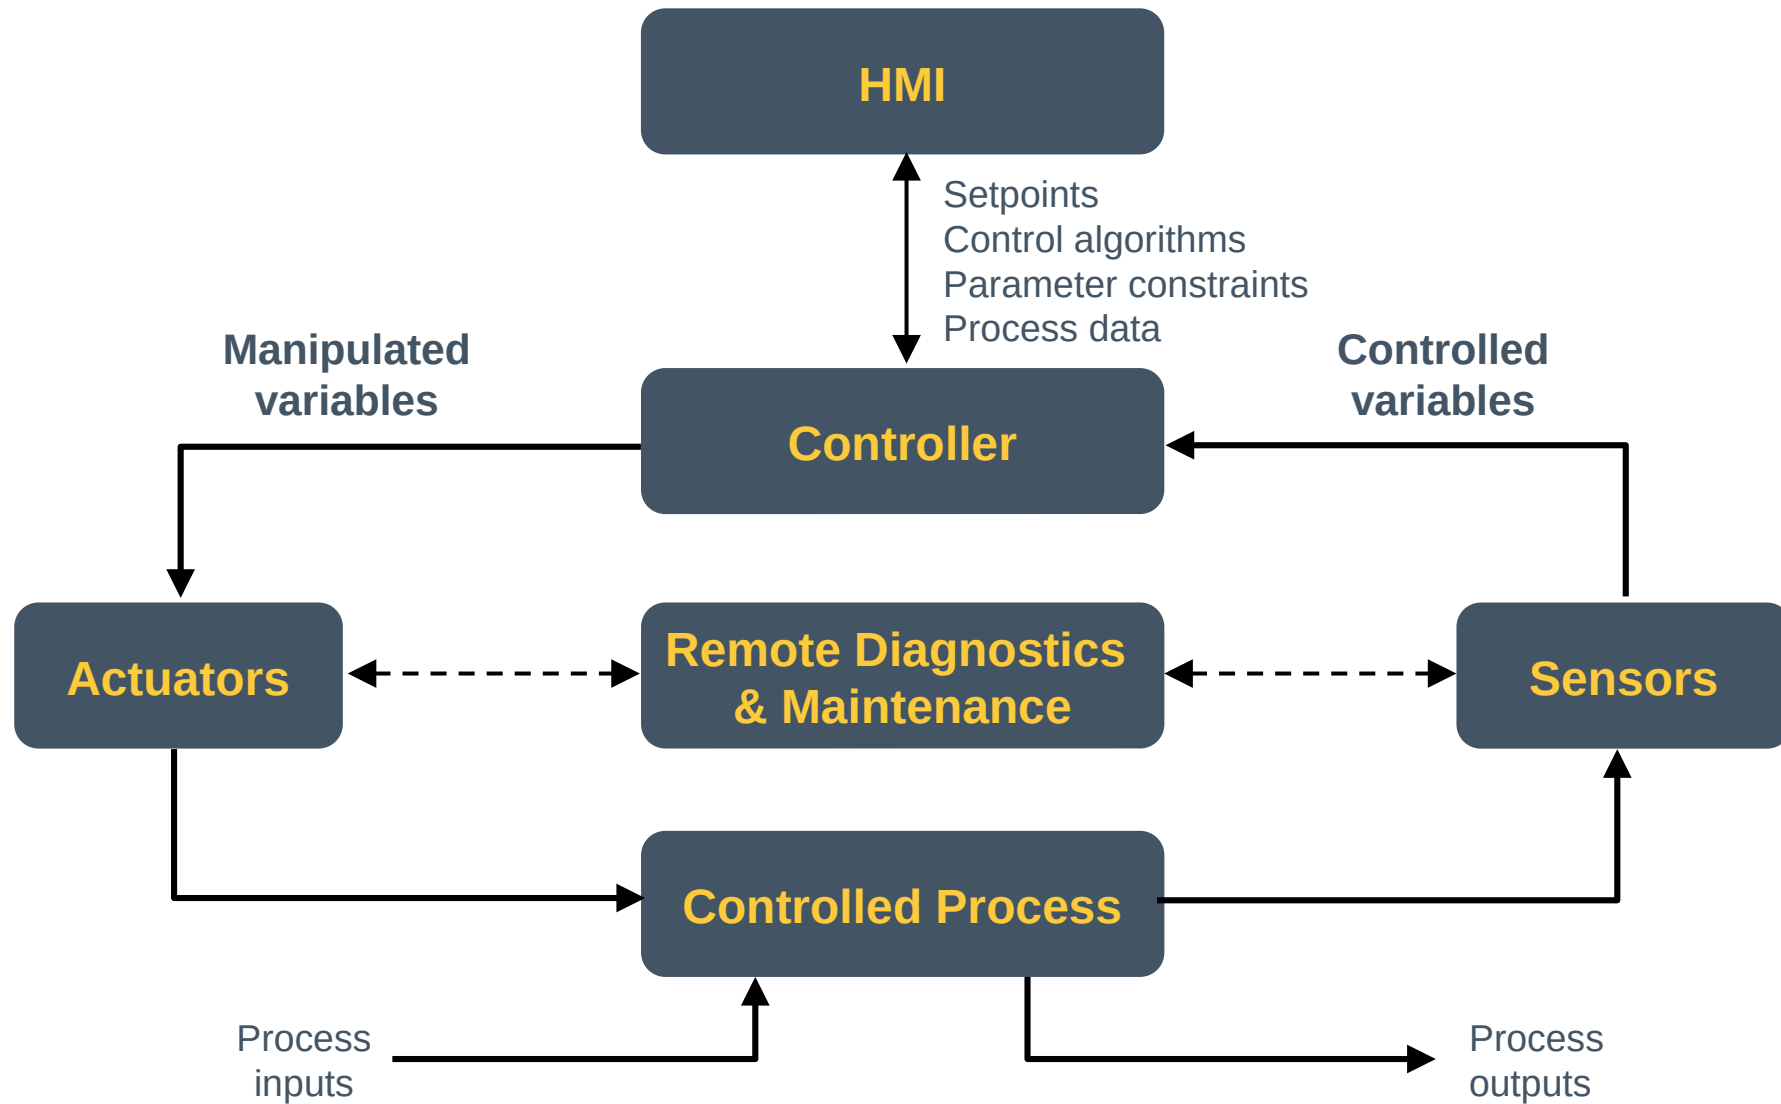 HMI
Setpoints
Control algorithms
Parameter constraints
Process data
Manipulated
variables
Controlled
variables
Controller
Actuators
Remote Diagnostics
& Maintenance
Sensors
Controlled Process
Process
inputs
Process
outputs